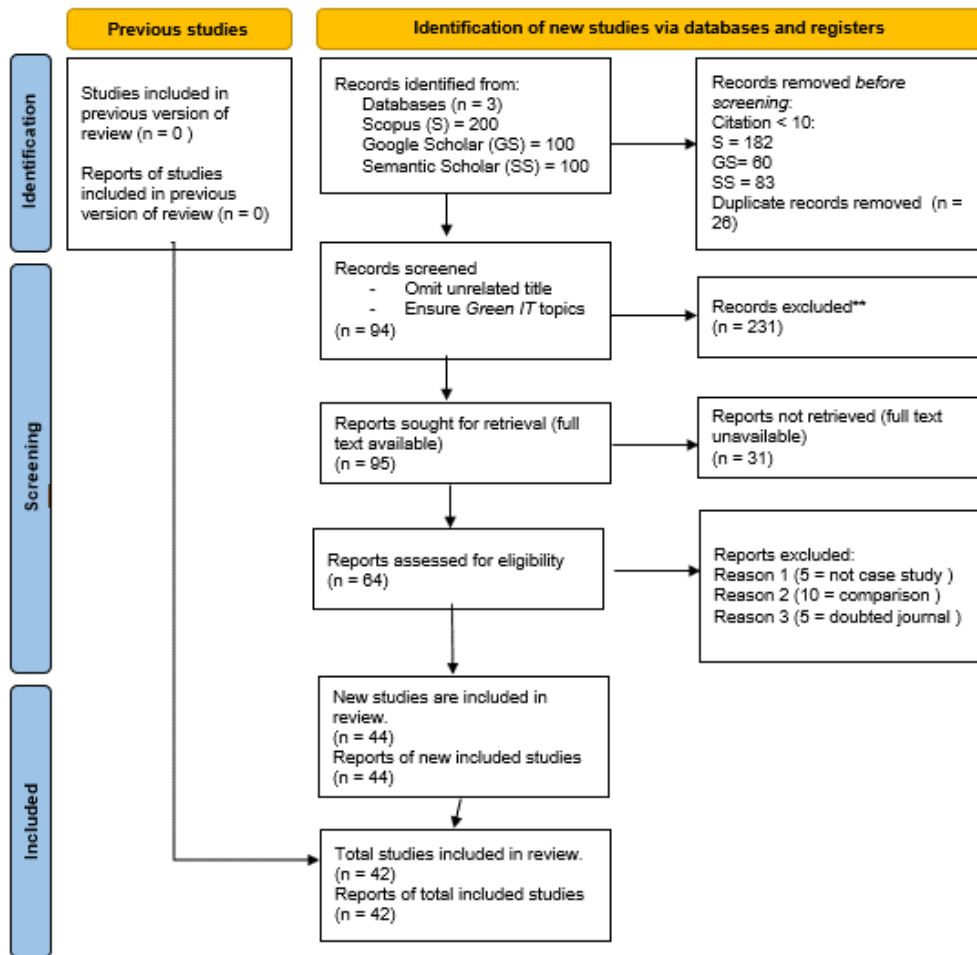 Previous studies
Identification of new studies via databases and registers
Identification
Studies included in
previous version of
review (n = 0 )
Reports of studies
included in previous
version of review (n = 0)
Records identified from:
Databases (n = 3)
Scopus (S) = 200
Google Scholar (GS) = 100
Semantic Scholar (SS) = 100
Records removed before
screening:
Citation < 10:
S = 182
GS= 60
SS = 83
Duplicate records removed (n =
26)
Screening
Records screened
- Omit unrelated title
- Ensure Green IT topics
(n = 94)
Records excluded**
(n = 231)
Reports sought for retrieval (full
text available)
(n = 95)
Reports not retrieved (full text
unavailable)
(n = 31)
Reports assessed for eligibility
(n = 64)
Reports excluded:
Reason 1 (5 = not case study )
Reason 2 (10 = comparison )
Reason 3 (5 = doubted journal )
Included
New studies are included in
review.
(n = 44)
Reports of new included studies
(n = 44)
Total studies included in review.
(n = 42)
Reports of total included studies
(n = 42)